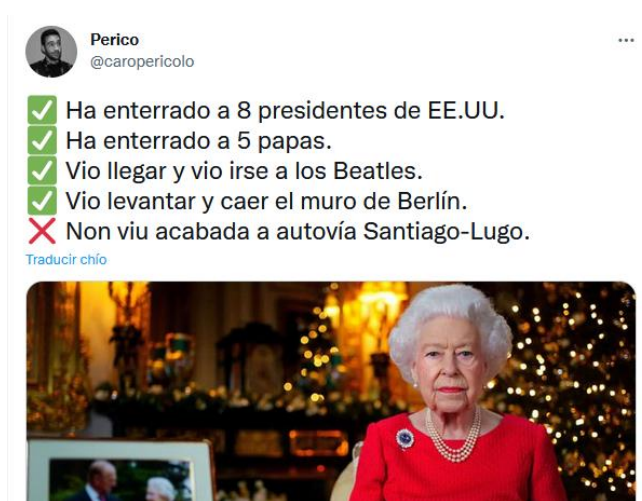 Perico
@caropericolo
✅ Ha enterrado a 8 presidentes de EE.UU.
✅ Ha enterrado a 5 papas.
✅ Vio llegar y vio irse a los Beatles.
✅ Vio levantar y caer el muro de Berlín.
❌ Non viu acabada a autovía Santiago-Lugo.
Traducir chío